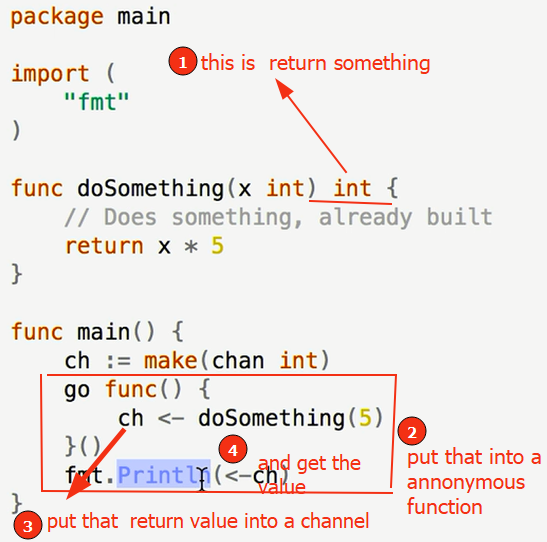 package main
1 this is return something
import (
"fmt"
)
func doSomething(x int) int {
// Does something, already built
return x * 5
}
func main() {
ch := make(chan int)
go func() {
ch <- doSomething(5)
}()
2 put that into a
annonymous
function
fmt.Println(<-ch)
4 and get the
value
}
3 put that return value into a channel